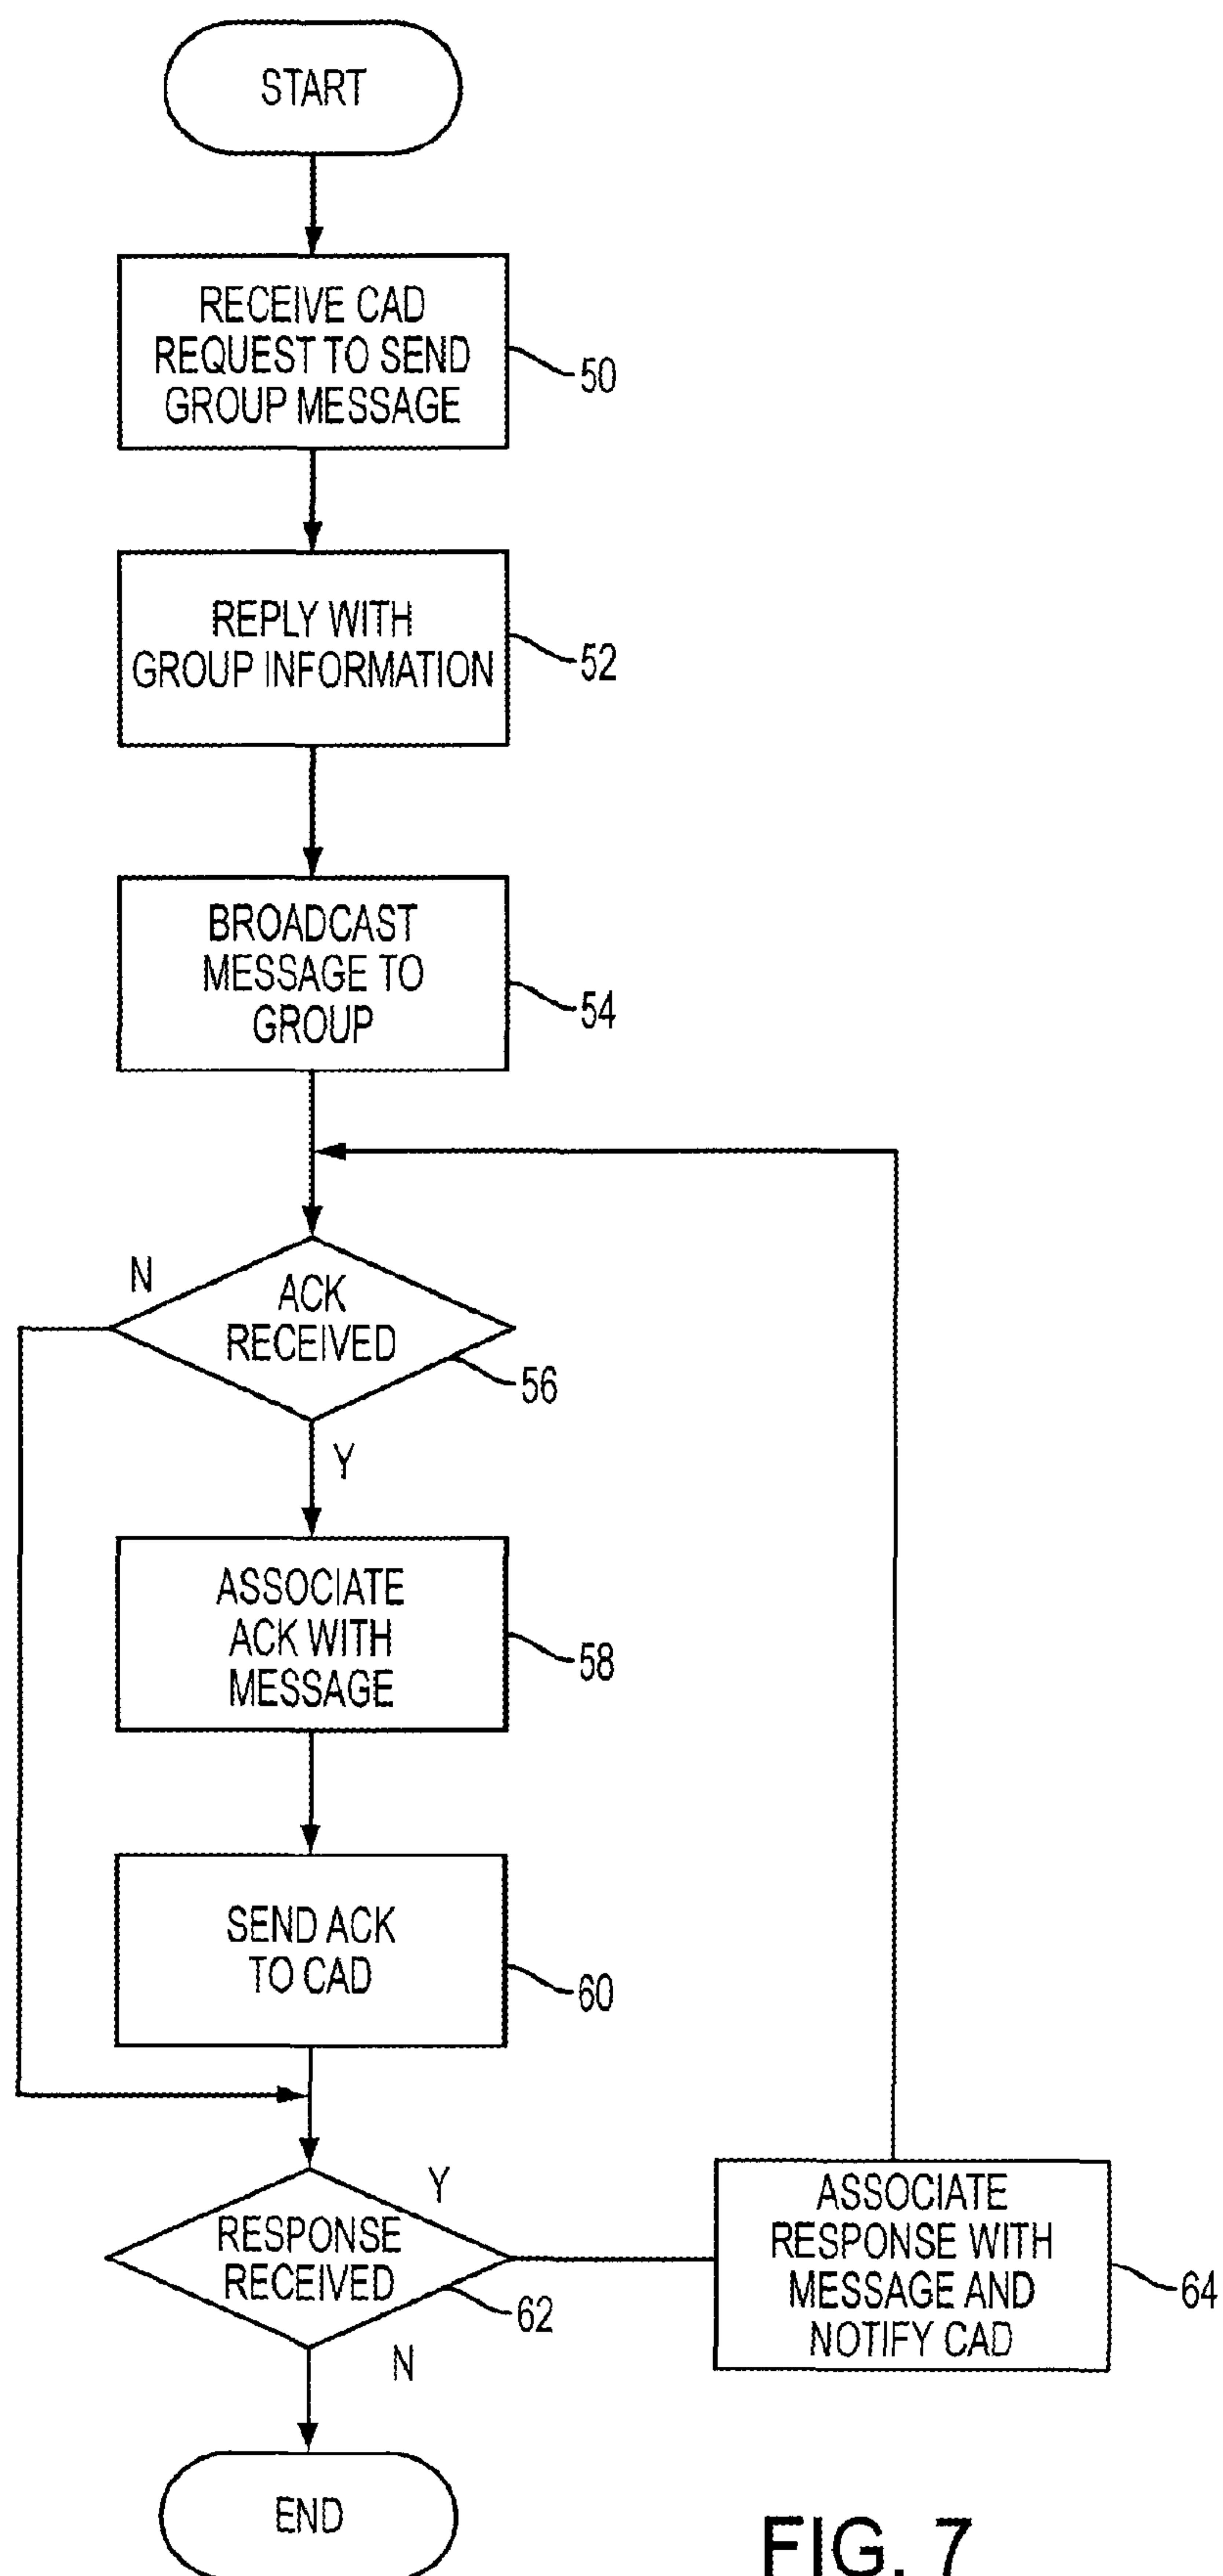 START
RECEIVE CAD
REQUEST TO SEND
GROUP MESSAGE
50
REPLY WITH
GROUP INFORMATION
52
BROADCAST
MESSAGE TO
GROUP
54
N
ACK
RECEIVED
56
Y
ASSOCIATE
ACK WITH
MESSAGE
58
SEND ACK
TO CAD
60
Y
RESPONSE
RECEIVED
62
N
ASSOCIATE
RESPONSE WITH
MESSAGE AND
NOTIFY CAD
64
END
FIG. 7